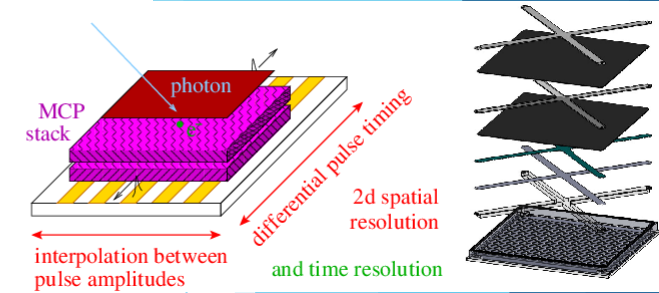 photon
MCP
stack
e
differential pulse timing
2d spatial
resolution
interpolation between
pulse amplitudes
and time resolution